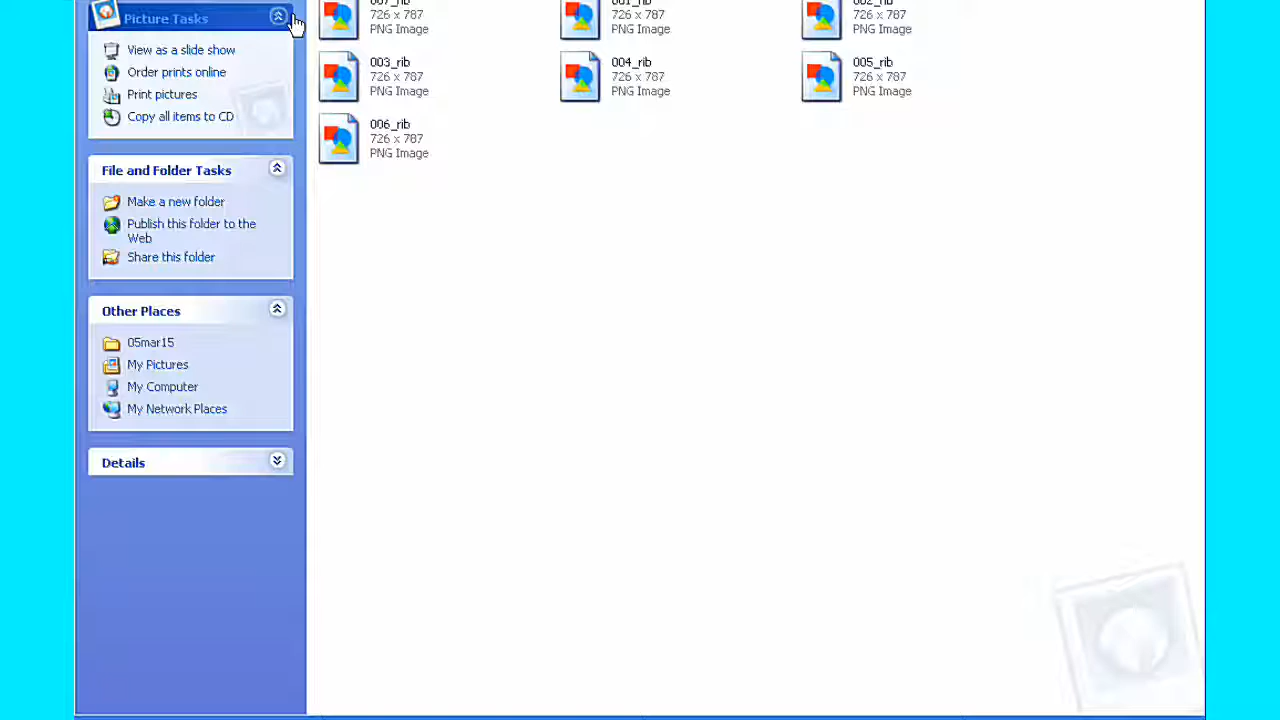 Picture Tasks
View as a slide show
Order prints online
Print pictures
Copy all items to CD
File and Folder Tasks
Make a new folder
Publish this folder to the
Web
Share this folder
Other Places
05mar15
My Pictures
My Computer
My Network Places
Details
007_rib
726 x 787
PNG Image
001_rib
726 x 787
PNG Image
002_rib
726 x 787
PNG Image
003_rib
726 x 787
PNG Image
004_rib
726 x 787
PNG Image
005_rib
726 x 787
PNG Image
006_rib
726 x 787
PNG Image